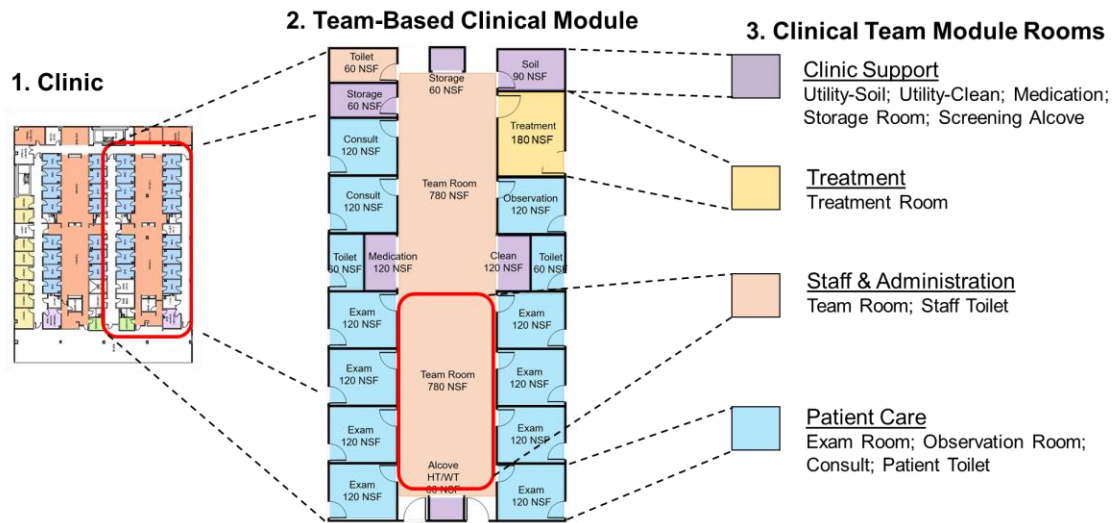 2. Team-Based Clinical Module
3. Clinical Team Module Rooms
1. Clinic
Toilet
60 NSF
Storage
60 NSF
Soil
90 NSF
Storage
60 NSF
Treatment
180 NSF
Consult
120 NSF
Team Room
780 NSF
Consult
120 NSF
Observation
120 NSF
Toilet
60 NSF
Medication
120 NSF
Clean
120 NSF
Toilet
60 NSF
Exam
120 NSF
Exam
120 NSF
Exam
120 NSF
Team Room
780 NSF
Exam
120 NSF
Exam
120 NSF
Exam
120 NSF
Exam
120 NSF
Alcove
HT/WT
NSF
Exam
120 NSF
Clinic Support
Utility-Soil; Utility-Clean; Medication;
Storage Room; Screening Alcove
Treatment
Treatment Room
Staff & Administration
Team Room; Staff Toilet
Patient Care
Exam Room; Observation Room;
Consult; Patient Toilet